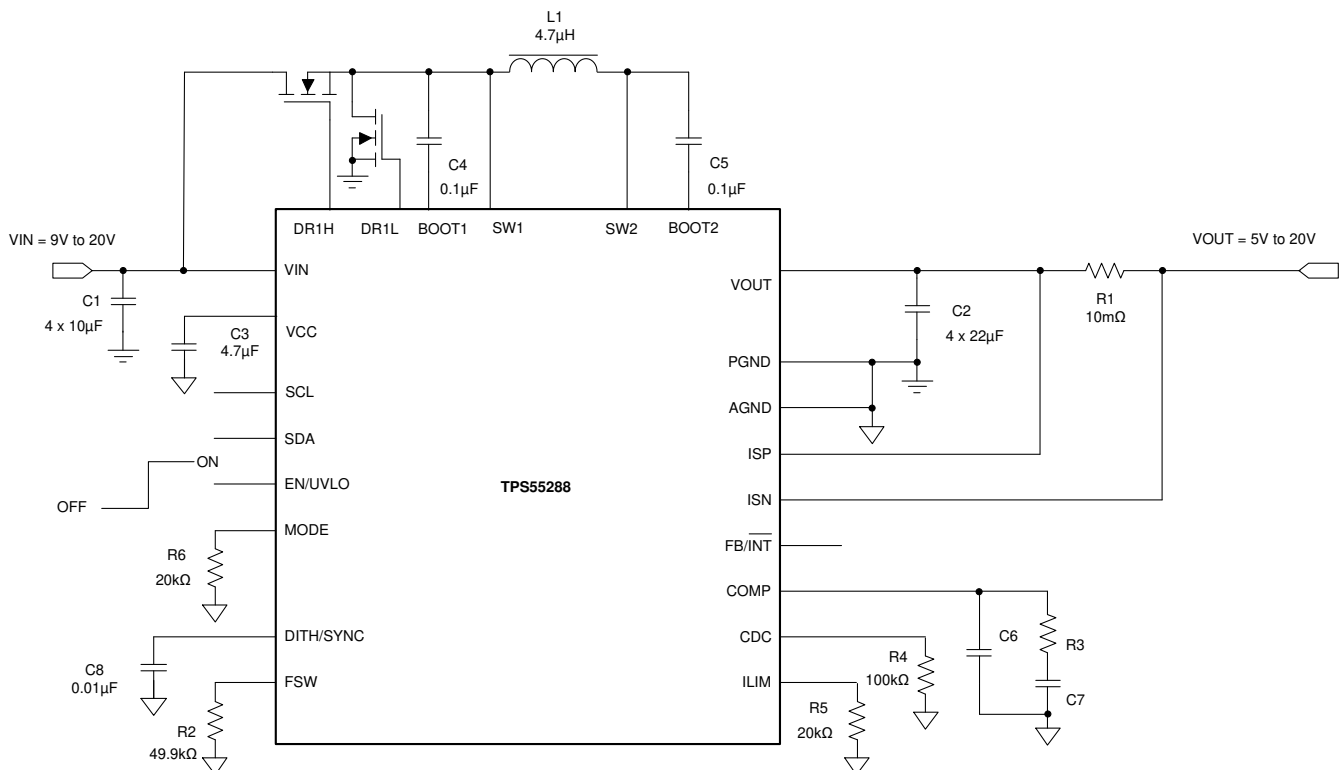 L1
4.7µH
C4
0.1µF
C5
0.1µF
DR1H
DR1L
BOOT1
SW1
SW2
BOOT2
VIN = 9V to 20V
VOUT = 5V to 20V
VIN
VOUT
C1
4 x 10µF
C3
4.7µF
VCC
C2
4 x 22µF
R1
10mΩ
PGND
SCL
AGND
SDA
ISP
ON
OFF
EN/UVLO
TPS55288
ISN
MODE
R6
20kΩ
FB/INT
COMP
DITH/SYNC
CDC
C8
0.01µF
FSW
ILIM
R4
100kΩ
C6
R3
C7
R2
49.9kΩ
R5
20kΩ